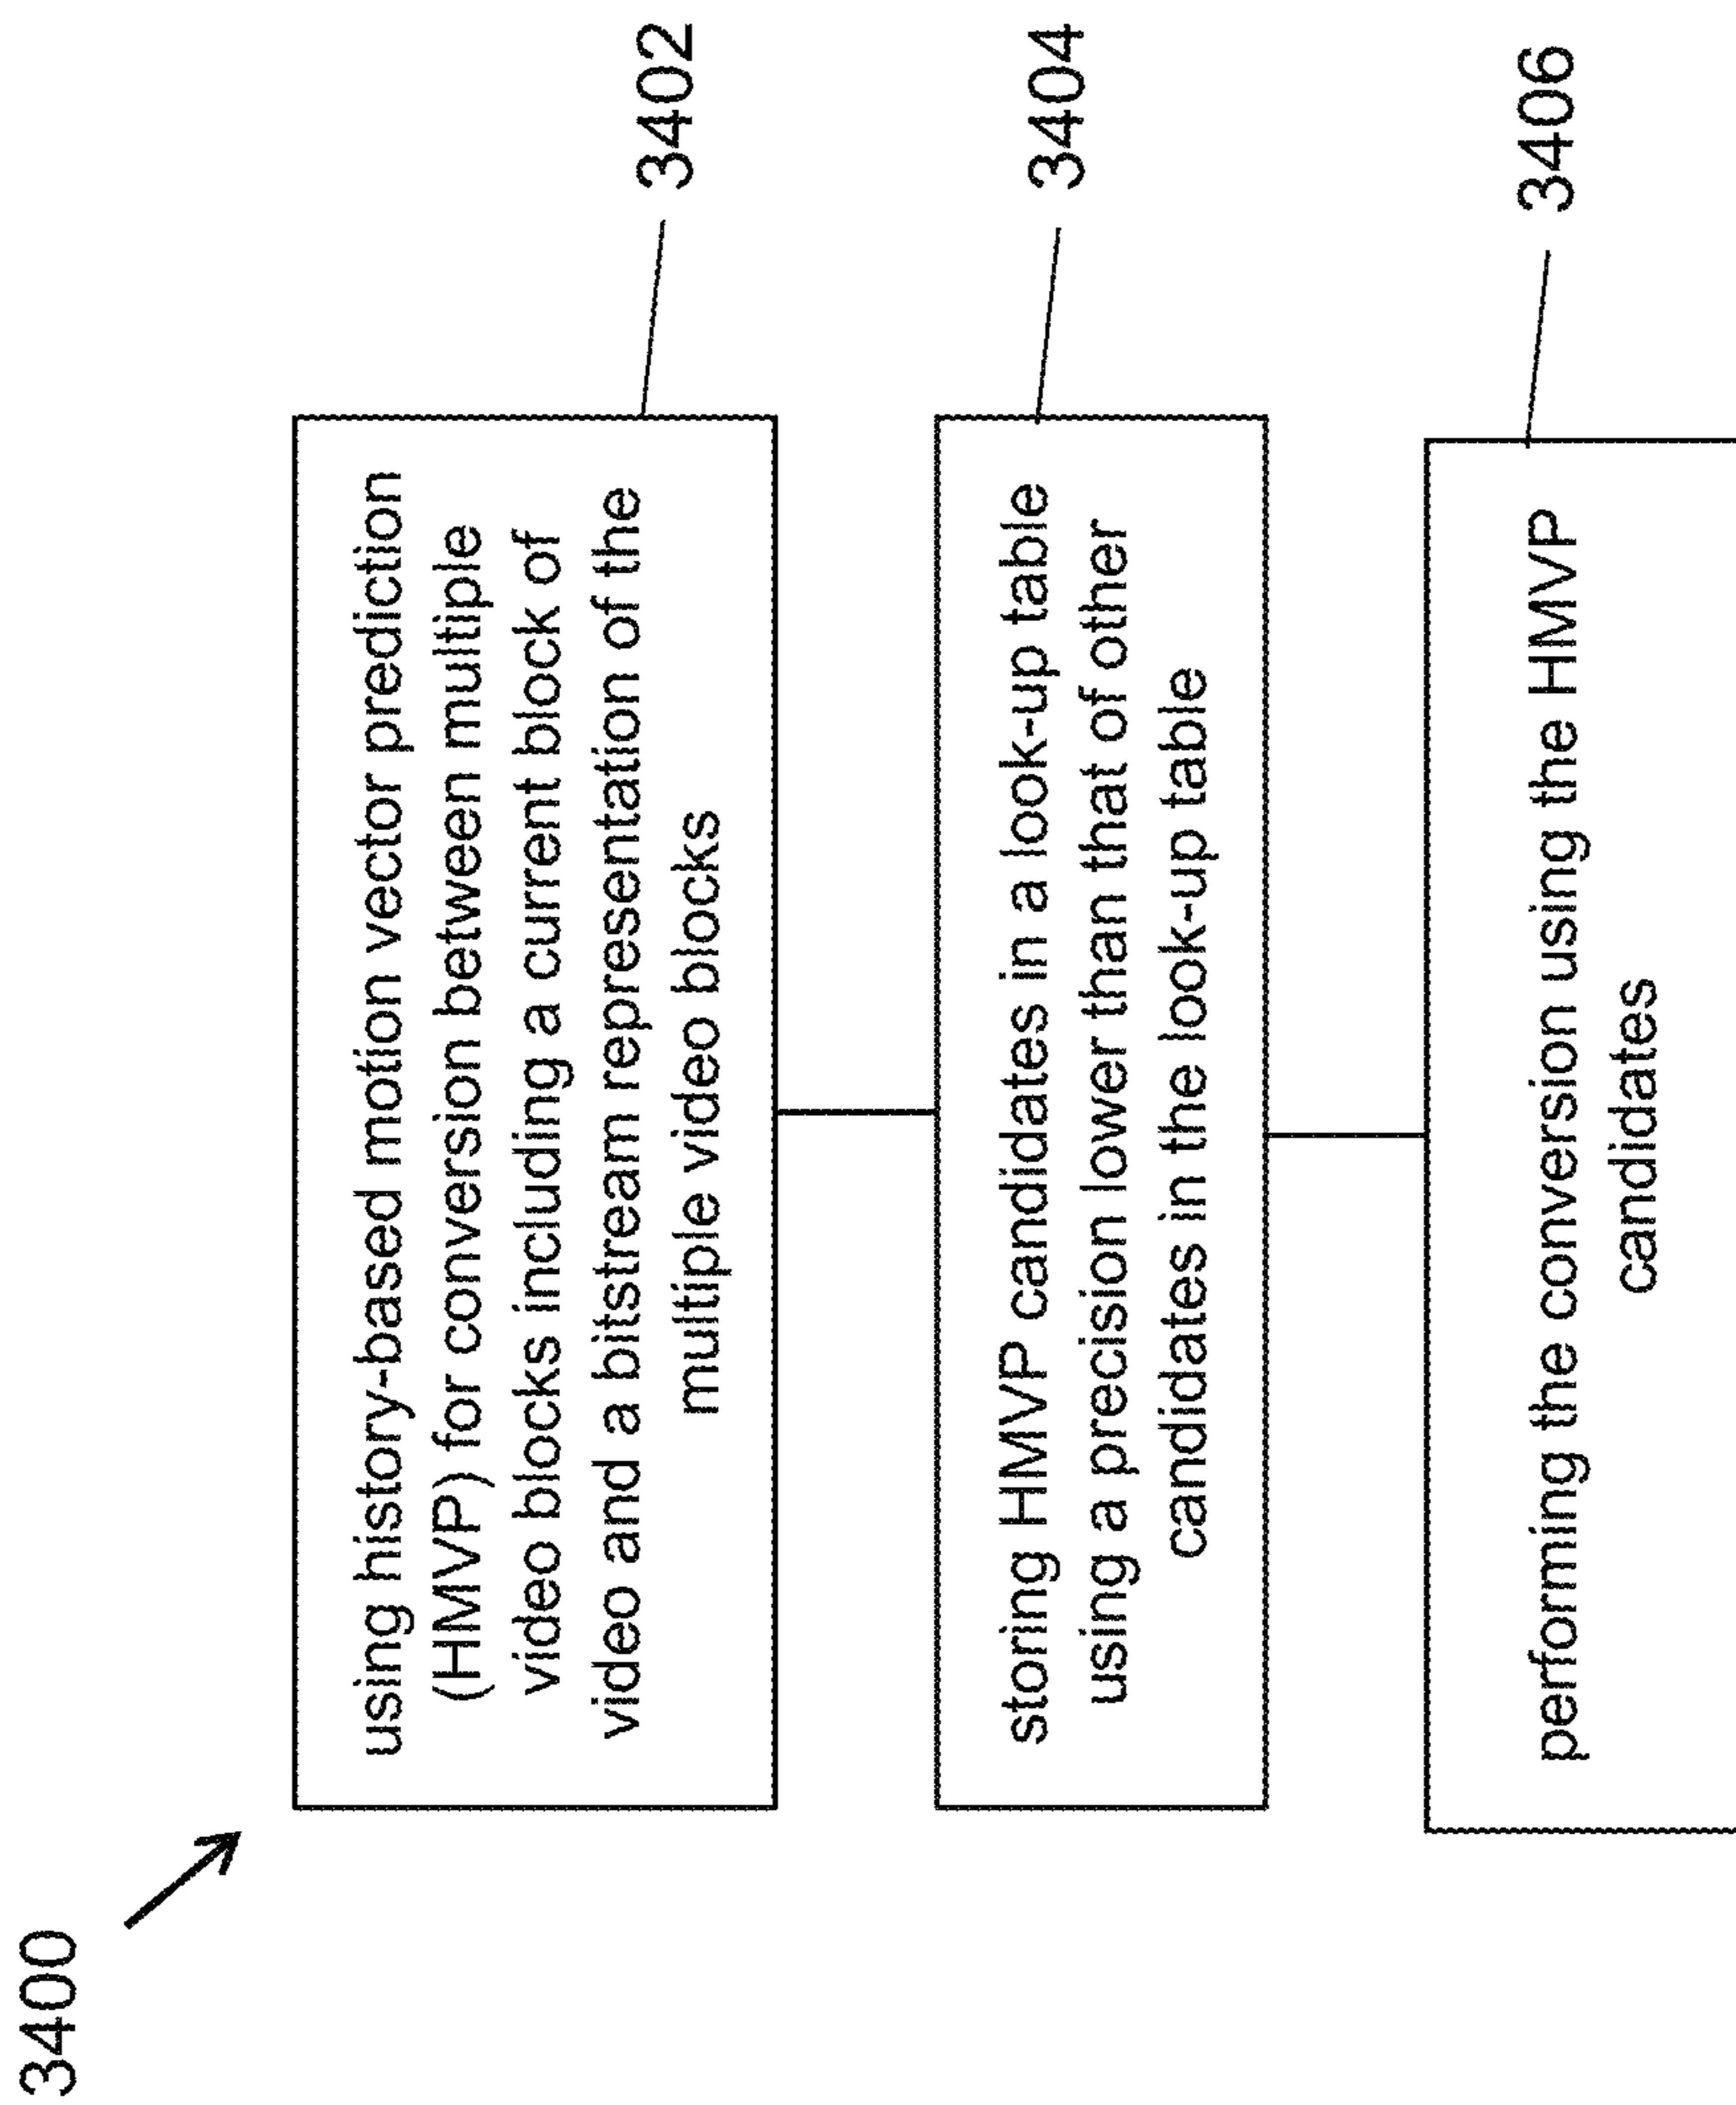 3400
using history-based motion vector prediction
(HMVP) for conversion between multiple
video blocks including a current block of
video and a bitstream representation of the
multiple video blocks
3402
storing HMVP candidates in a look-up table
using a precision lower than that of other
candidates in the look-up table
3404
performing the conversion using the HMVP
candidates
3406